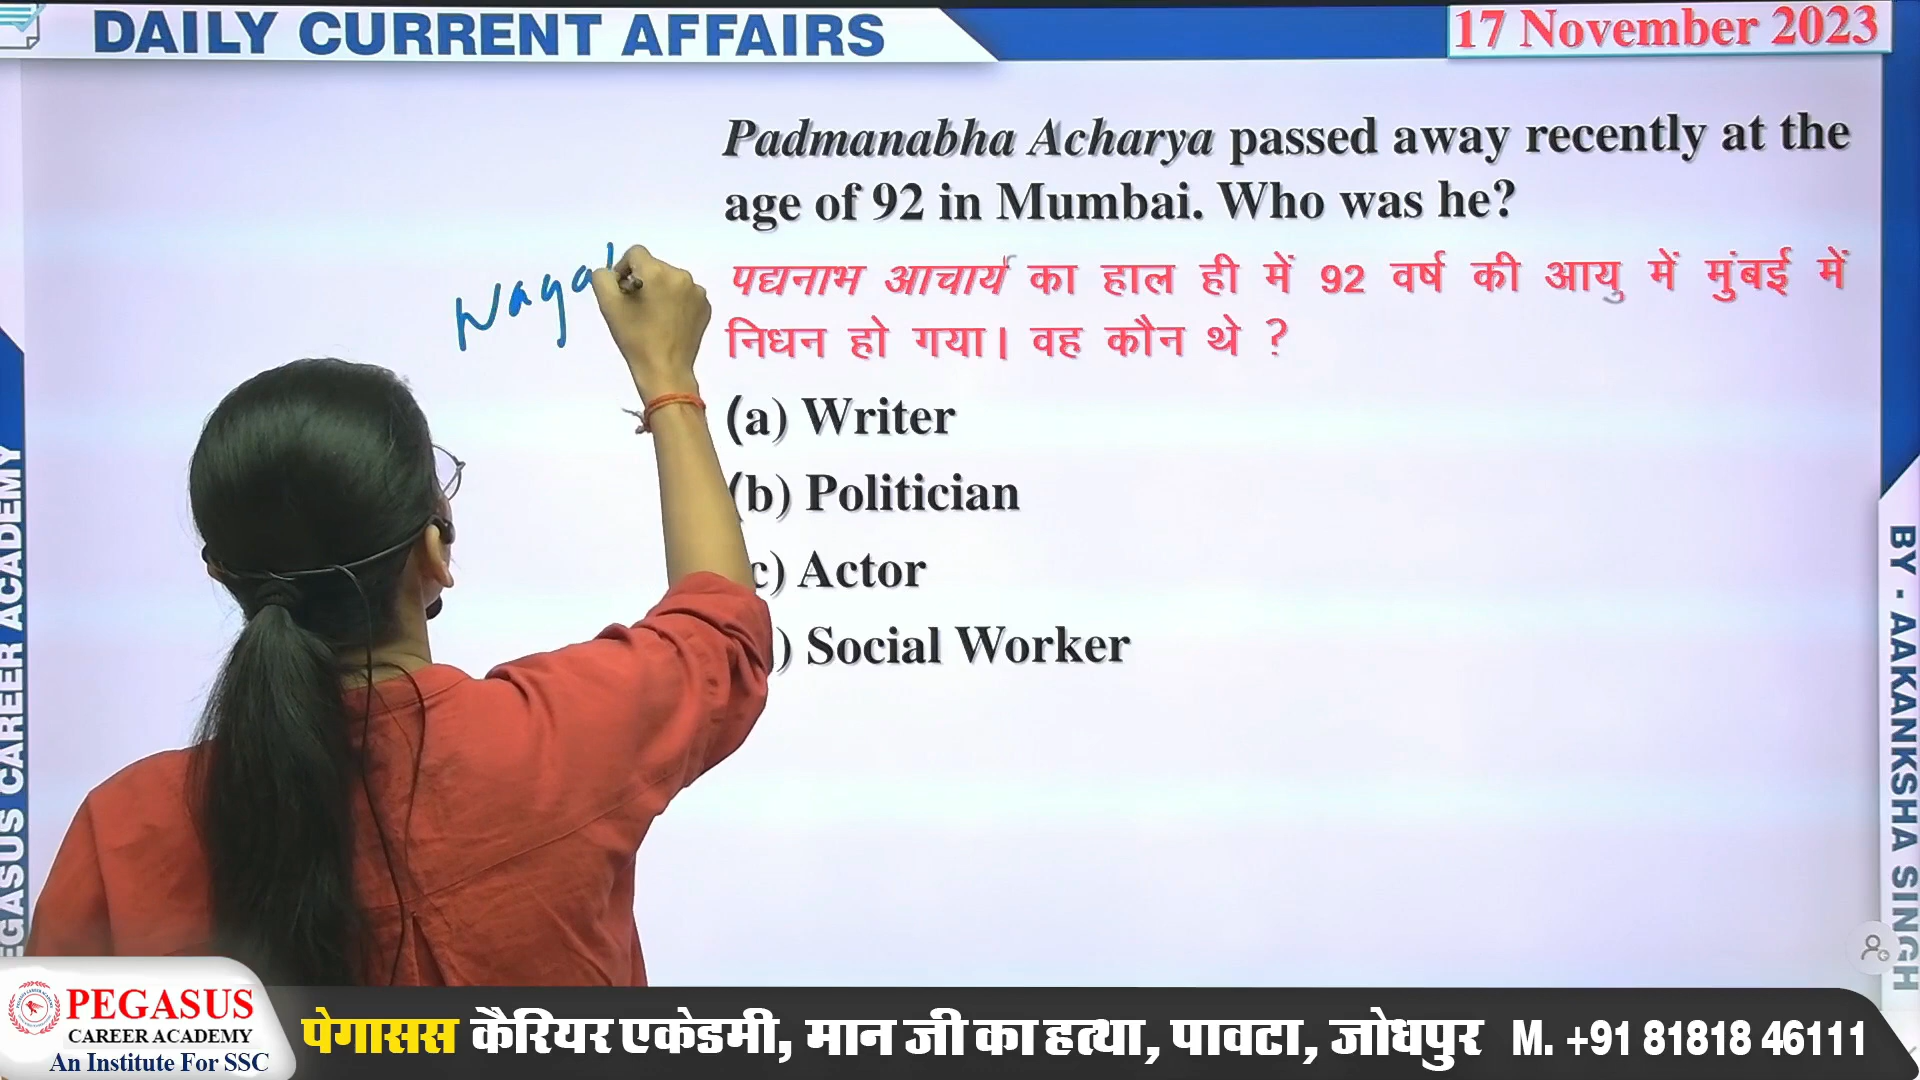 DAILY CURRENT AFFAIRS
17 November 2023
Padmanabha Acharya passed away recently at the
age of 92 in Mumbai. Who was he?
पद्यनाभ आचार्य का हाल ही में 92 वर्ष की आयु में मुंबई में
निधन हो गया। वह कौन थे ?
(a) Writer
(b) Politician
c) Actor
) Social Worker
Naga
EGASUS CAREER ACADEMY
BY - AAKANKSHA SINGH
PEGASUS
CAREER ACADEMY
An Institute For SSC
पेगासस कैरियर एकेडमी, मान जी का हत्था, पावटा, जोधपुर M. +91 81818 46111